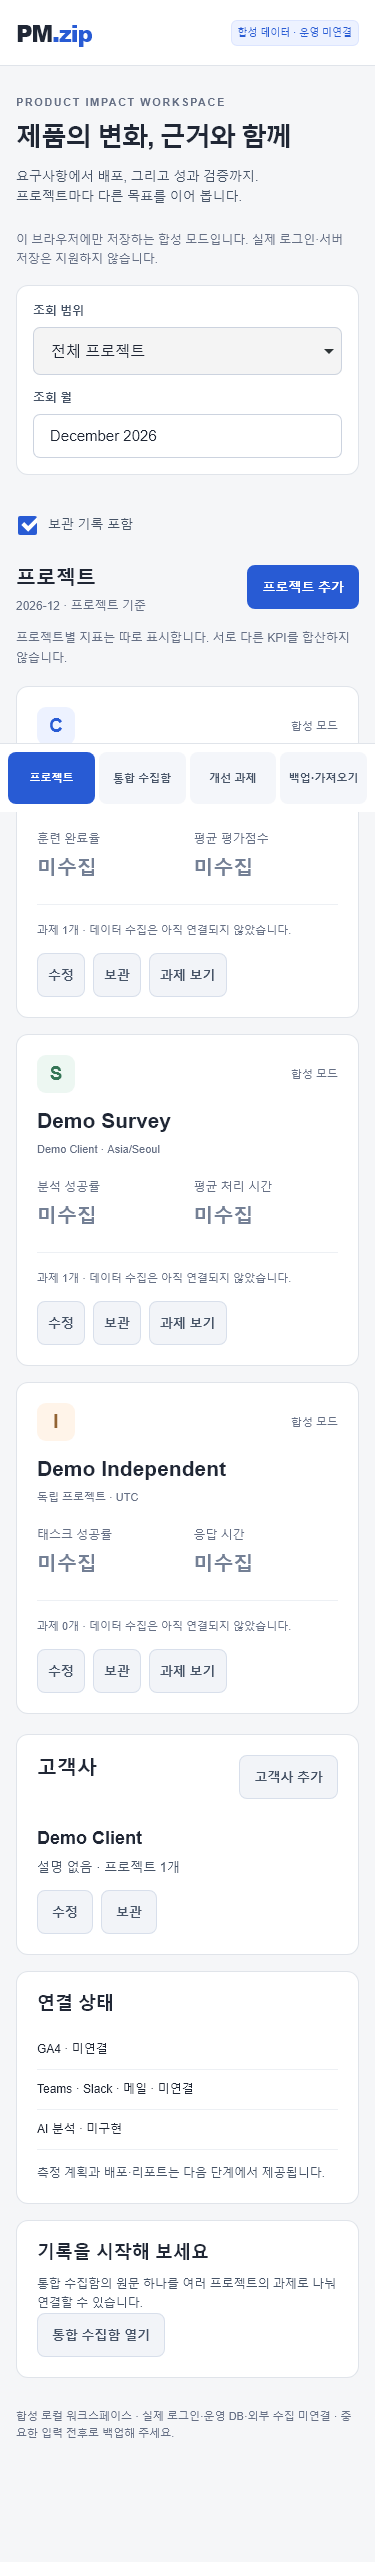 PM.zip
합성 데이터 · 운영 미연결
PRODUCT IMPACT WORKSPACE
제품의 변화, 근거와 함께
요구사항에서 배포, 그리고 성과 검증까지.
프로젝트마다 다른 목표를 이어 봅니다.
이 브라우저에만 저장하는 합성 모드입니다. 실제 로그인·서버
저장은 지원하지 않습니다.
조회 범위
전체 프로젝트
조회 월
December 2026
보관 기록 포함
프로젝트
2026-12 · 프로젝트 기준
프로젝트 추가
프로젝트별 지표는 따로 표시합니다. 서로 다른 KPI를 합산하지
않습니다.
C
합성 모드
프로젝트
통합 수집함
개선 과제
백업·가져오기
훈련 완료율
평균 평가점수
미수집
미수집
과제 1개 · 데이터 수집은 아직 연결되지 않았습니다.
수정
보관
과제 보기
S
합성 모드
Demo Survey
Demo Client · Asia/Seoul
분석 성공률
평균 처리 시간
미수집
미수집
과제 1개 · 데이터 수집은 아직 연결되지 않았습니다.
수정
보관
과제 보기
I
합성 모드
Demo Independent
독립 프로젝트 · UTC
태스크 성공률
응답 시간
미수집
미수집
과제 0개 · 데이터 수집은 아직 연결되지 않았습니다.
수정
보관
과제 보기
고객사
고객사 추가
Demo Client
설명 없음 · 프로젝트 1개
수정
보관
연결 상태
GA4 · 미연결
Teams · Slack · 메일 · 미연결
AI 분석 · 미구현
측정 계획과 배포·리포트는 다음 단계에서 제공됩니다.
기록을 시작해 보세요
통합 수집함의 원문 하나를 여러 프로젝트의 과제로 나눠
연결할 수 있습니다.
통합 수집함 열기
합성 로컬 워크스페이스 · 실제 로그인·운영 DB·외부 수집 미연결 · 중
요한 입력 전후로 백업해 주세요.